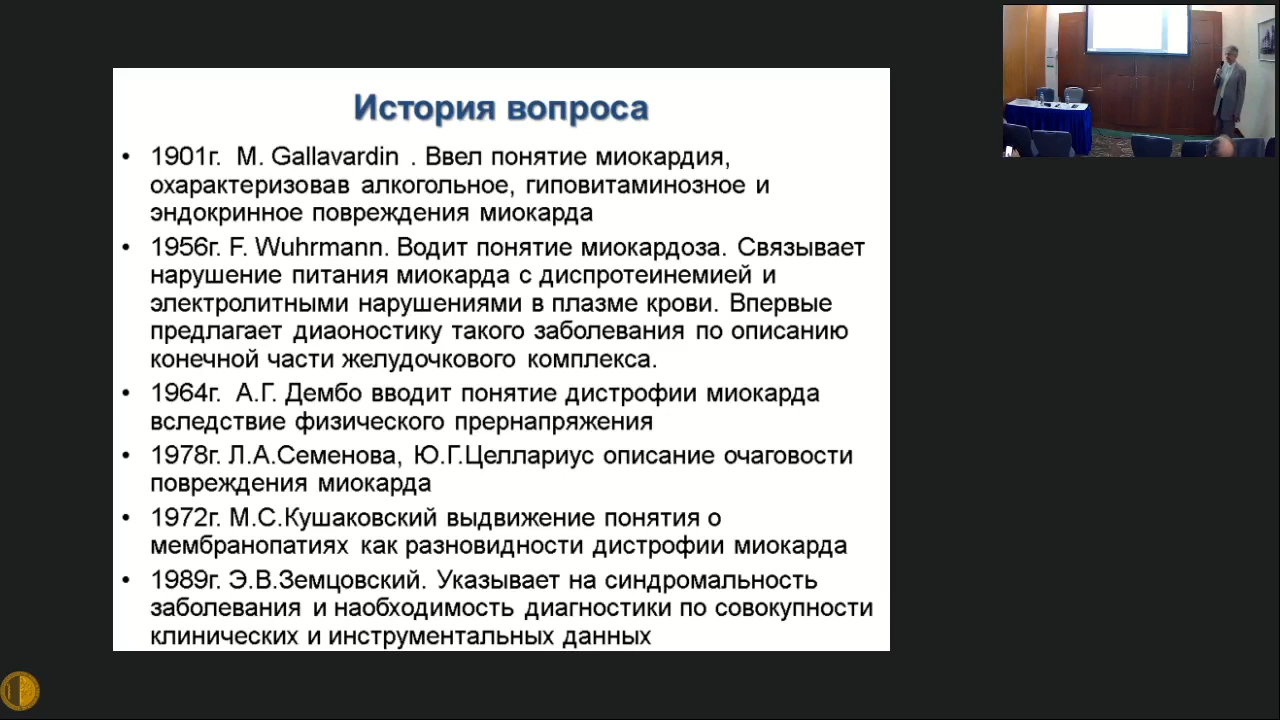 История вопроса
• 1901г. M. Gallavardin . Ввел понятие миокардия,
охарактеризовав алкогольное, гиповитаминозное и
эндокринное повреждения миокарда
• 1956г. F. Wuhrmann. Водит понятие миокардоза. Связывает
нарушение питания миокарда с диспротеинемией и
электролитными нарушениями в плазме крови. Впервые
предлагает диаоностику такого заболевания по описанию
конечной части желудочкового комплекса.
• 1964г. А.Г. Дембо вводит понятие дистрофии миокарда
вследствие физического прернапряжения
• 1978г. Л.А.Семенова, Ю.Г.Целлариус описание очаговости
повреждения миокарда
• 1972г. М.С.Кушаковский выдвижение понятия о
мембранопатиях как разновидности дистрофии миокарда
• 1989г. Э.В.Земцовский. Указывает на синдромальность
заболевания и наобходимость диагностики по совокупности
клинических и инструментальных данных